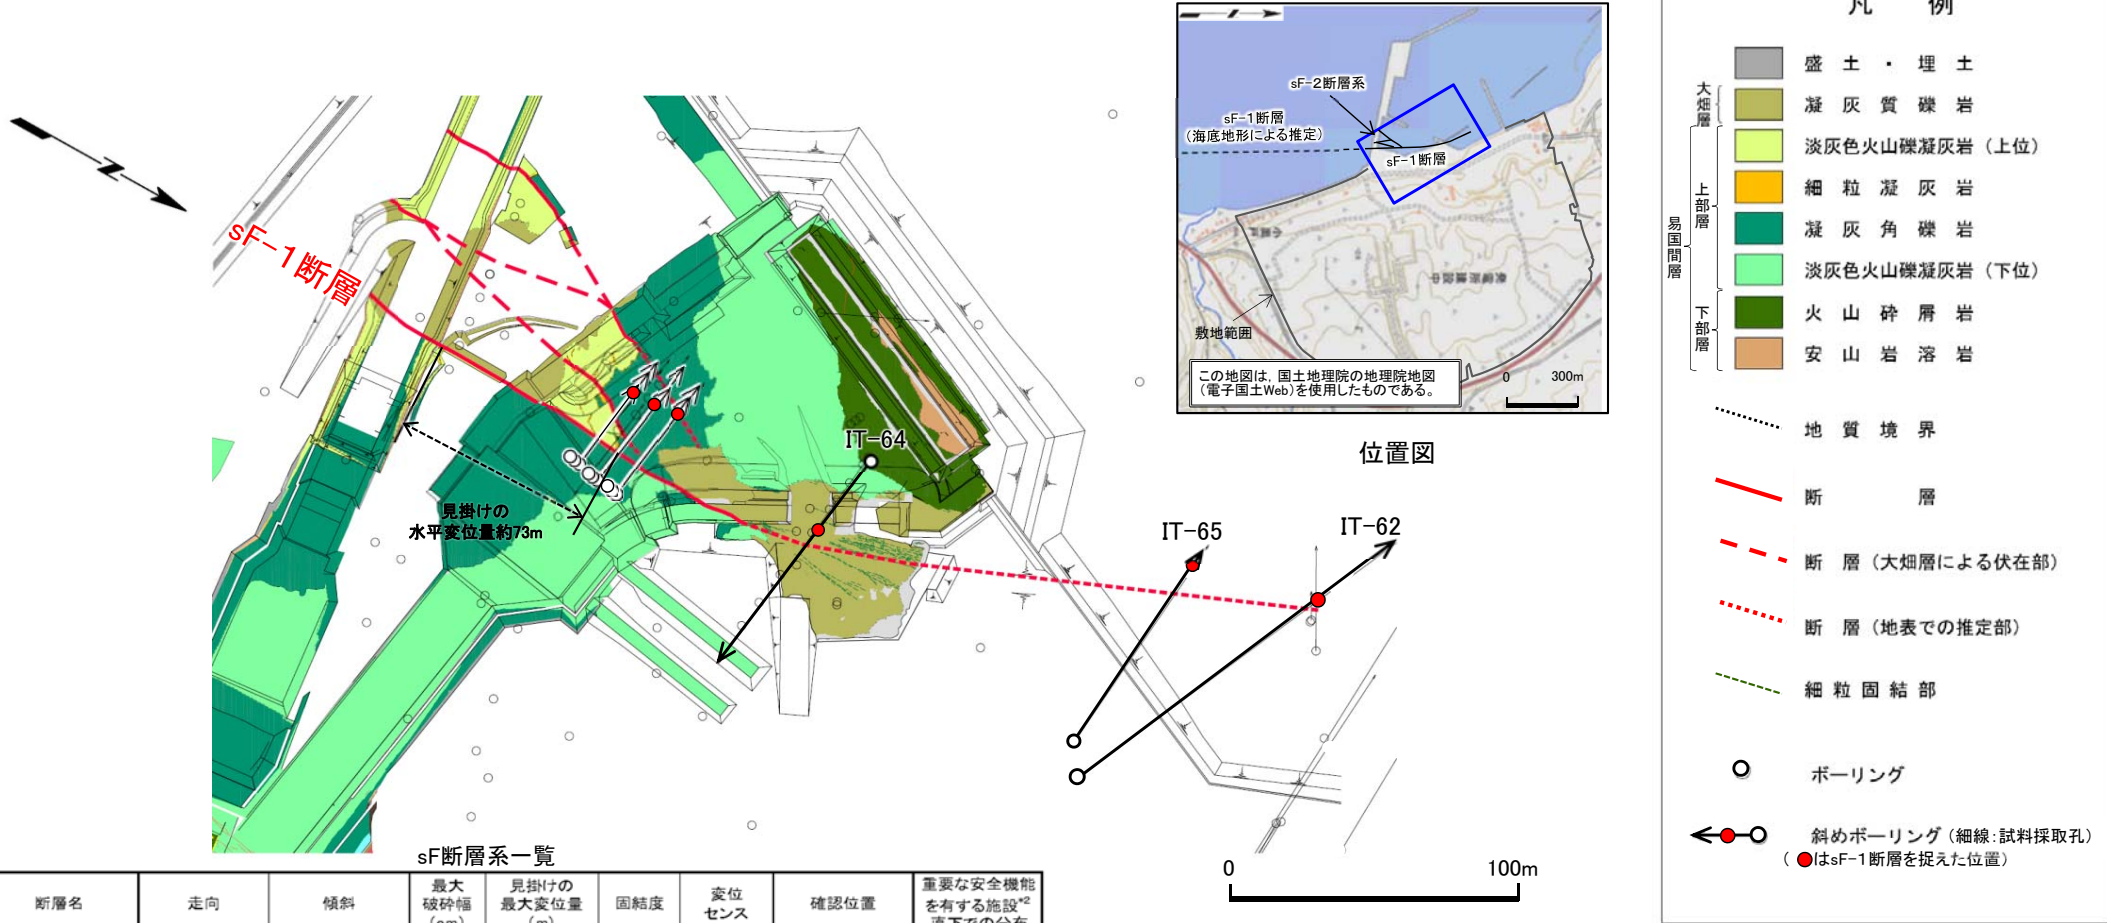 sF-1断層
見掛けの
水平変位量約73m
IT-64
IT-65
IT-62
0 100m
sF-2断層系
sF-1断層
(海底地形による推定)
sF-1断層
敷地範囲
この地図は,国土地理院の地理院地図
(電子国土Web)を使用したものである。
0 300m
位置図
凡 例
盛土・埋土
大畑層
凝灰質礫岩
易国間層
上部層
淡灰色火山礫凝灰岩(上位)
細粒凝灰岩
凝灰角礫岩
淡灰色火山礫凝灰岩(下位)
下部層
火山砕屑岩
安山岩溶岩
地質境界
断層
断層(大畑層による伏在部)
断層(地表での推定部)
細粒固結部
ボーリング
斜めボーリング(細線:試料採取孔)
(●はsF-1断層を捉えた位置)
sF断層系一覧
断層名
走向
傾斜
最大
破砕幅
(cm)
見掛けの
最大変位量
(m)
固結度
変位
センス
確認位置
重要な安全機能
を有する施設*2
直下での分布